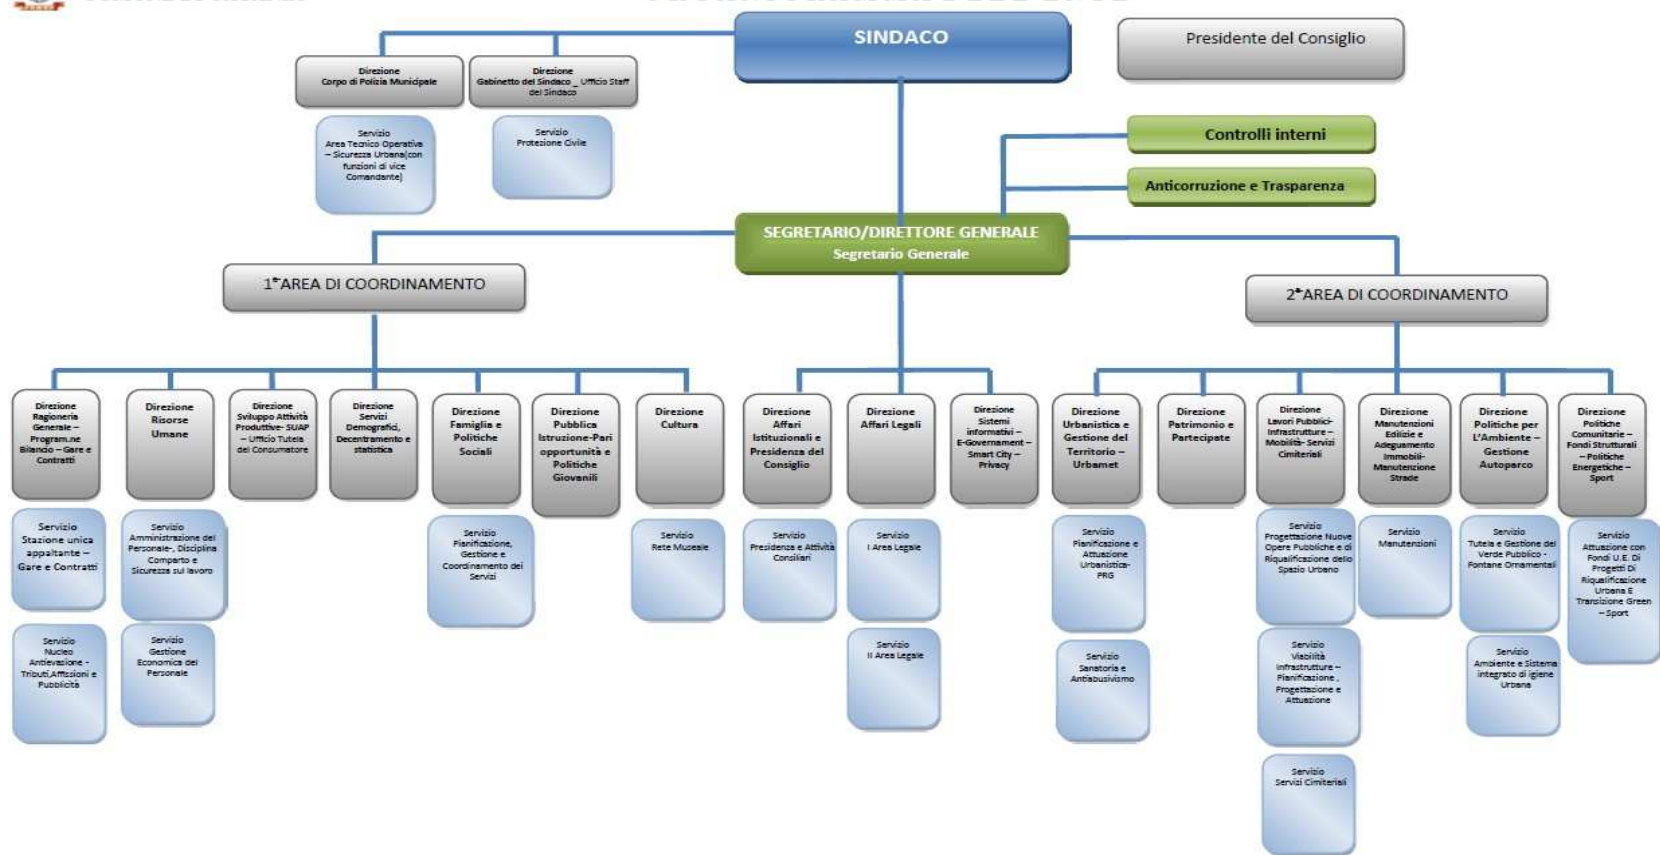 SINDACO
Presidente del Consiglio
Direzione
Corpo di Polizia Municipale
Direzione
Gabinetto del Sindaco _ Ufficio Staff
del Sindaco
Servizio
Area Tecnico Operativa
– Sicurezza Urbana(con
funzioni di vice
Comandante)
Servizio
Protezione Civile
Controlli interni
Anticorruzione e Trasparenza
SEGRETARIO/DIRETTORE GENERALE
Segretario Generale
1ª AREA DI COORDINAMENTO
2ª AREA DI COORDINAMENTO
Direzione
Ragioneria
Generale –
Program.ne
Bilancio – Gare e
Contratti
Direzione
Risorse
Umane
Direzione
Sviluppo Attività
Produttive- SUAP
– Ufficio Tutela
del Consumatore
Direzione
Servizi
Demografici,
Decentramento e
statistica
Direzione
Famiglia e
Politiche
Sociali
Direzione
Pubblica
Istruzione-Pari
opportunità e
Politiche
Giovanili
Direzione
Cultura
Direzione
Affari
Istituzionali e
Presidenza del
Consiglio
Direzione
Affari Legali
Direzione
Sistemi
informativi –
E-Governament –
Smart City –
Privacy
Direzione
Urbanistica e
Gestione del
Territorio –
Urbamet
Direzione
Patrimonio e
Partecipate
Direzione
Lavori Pubblici-
Infrastrutture –
Mobilità- Servizi
Cimiteriali
Direzione
Manutenzioni
Edilizie e
Adeguamento
Immobili-
Manutenzione
Strade
Direzione
Politiche per
L'Ambiente –
Gestione
Autoparco
Direzione
Politiche
Comunitarie –
Fondi Strutturali
– Politiche
Energetiche –
Sport
Servizio
Stazione unica
appaltante –
Gare e Contratti
Servizio
Amministrazione del
Personale-, Disciplina
Comparto e
Sicurezza sul lavoro
Servizio
Pianificazione,
Gestione e
Coordinamento dei
Servizi
Servizio
Rete Museale
Servizio
Presidenza e Attività
Consiliari
Servizio
I Area Legale
Servizio
Pianificazione e
Attuazione
Urbanistica-
PRG
Servizio
Progettazione Nuove
Opere Pubbliche e di
Riqualificazione dello
Spazio Urbano
Servizio
Manutenzioni
Servizio
Tutela e Gestione del
Verde Pubblico -
Fontane Ornamentali
Servizio
Attuazione con
Fondi U.E. Di
Progetti Di
Riqualificazione
Urbana E
Transizione Green
– Sport
Servizio
Nucleo
Antievasione -
Tributi,Affissioni e
Pubblicità
Servizio
Gestione
Economica del
Personale
Servizio
II Area Legale
Servizio
Sanatoria e
Antiabusivismo
Servizio
Viabilità
Infrastrutture –
Pianificazione ,
Progettazione e
Attuazione
Servizio
Ambiente e Sistema
integrato di igiene
Urbana
Servizio
Servizi Cimiteriali